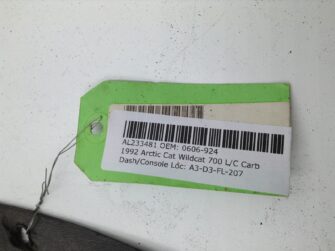 AL233481 OEM: 0606-924
1992 Arctic Cat Wildcat 700 L/C Carb
Dash/Console Loc: A3-D3-FL-207